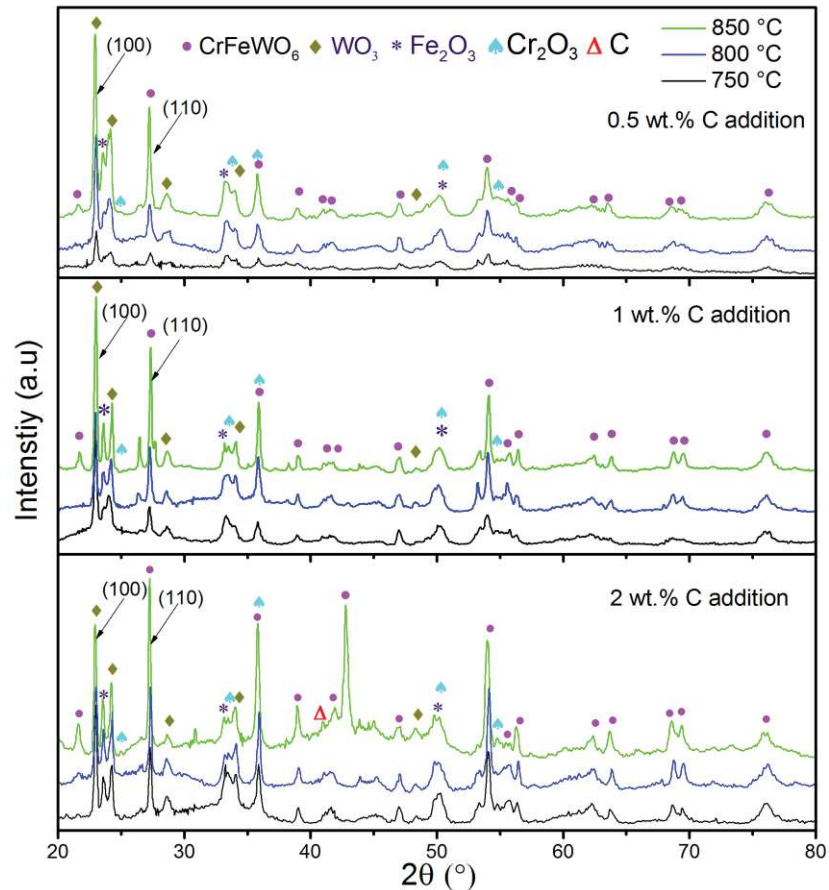 (100)
CrFeWO₆ WO₃ * Fe₂O₃ Cr₂O₃ Δ C
850 °C
800 °C
750 °C
(110)
0.5 wt.% C addition
(100)
(110)
1 wt.% C addition
(100)
(110)
2 wt.% C addition
Δ
Intenstiy (a.u)
20 30 40 50 60 70 80
2θ (°)